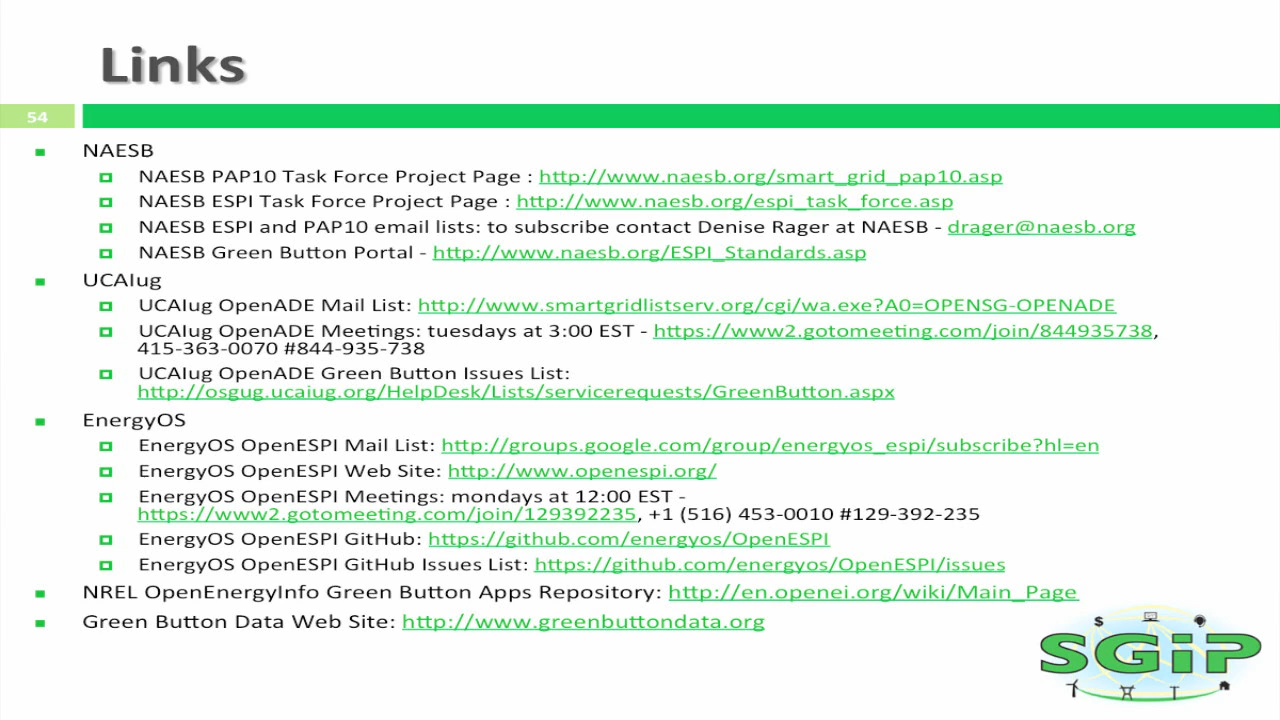 Links
54
NAESB
NAESB PAP10 Task Force Project Page : http://www.naesb.org/smart_grid_pap10.asp
NAESB ESPI Task Force Project Page : http://www.naesb.org/espi_task_force.asp
NAESB ESPI and PAP10 email lists: to subscribe contact Denise Rager at NAESB - drager@naesb.org
NAESB Green Button Portal - http://www.naesb.org/ESPI_Standards.asp
UCAIug
UCAIug OpenADE Mail List: http://www.smartgridlistserv.org/cgi/wa.exe?A0=OPENSG-OPENADE
UCAIug OpenADE Meetings: tuesdays at 3:00 EST - https://www2.gotomeeting.com/join/844935738,
415-363-0070 #844-935-738
UCAIug OpenADE Green Button Issues List:
http://osgug.ucaiug.org/HelpDesk/Lists/servicerequests/GreenButton.aspx
EnergyOS
EnergyOS OpenESPI Mail List: http://groups.google.com/group/energyos_espi/subscribe?hl=en
EnergyOS OpenESPI Web Site: http://www.openespi.org/
EnergyOS OpenESPI Meetings: mondays at 12:00 EST -
https://www2.gotomeeting.com/join/129392235, +1 (516) 453-0010 #129-392-235
EnergyOS OpenESPI GitHub: https://github.com/energyos/OpenESPI
EnergyOS OpenESPI GitHub Issues List: https://github.com/energyos/OpenESPI/issues
NREL OpenEnergyInfo Green Button Apps Repository: http://en.openei.org/wiki/Main_Page
Green Button Data Web Site: http://www.greenbuttondata.org
$
SGiP